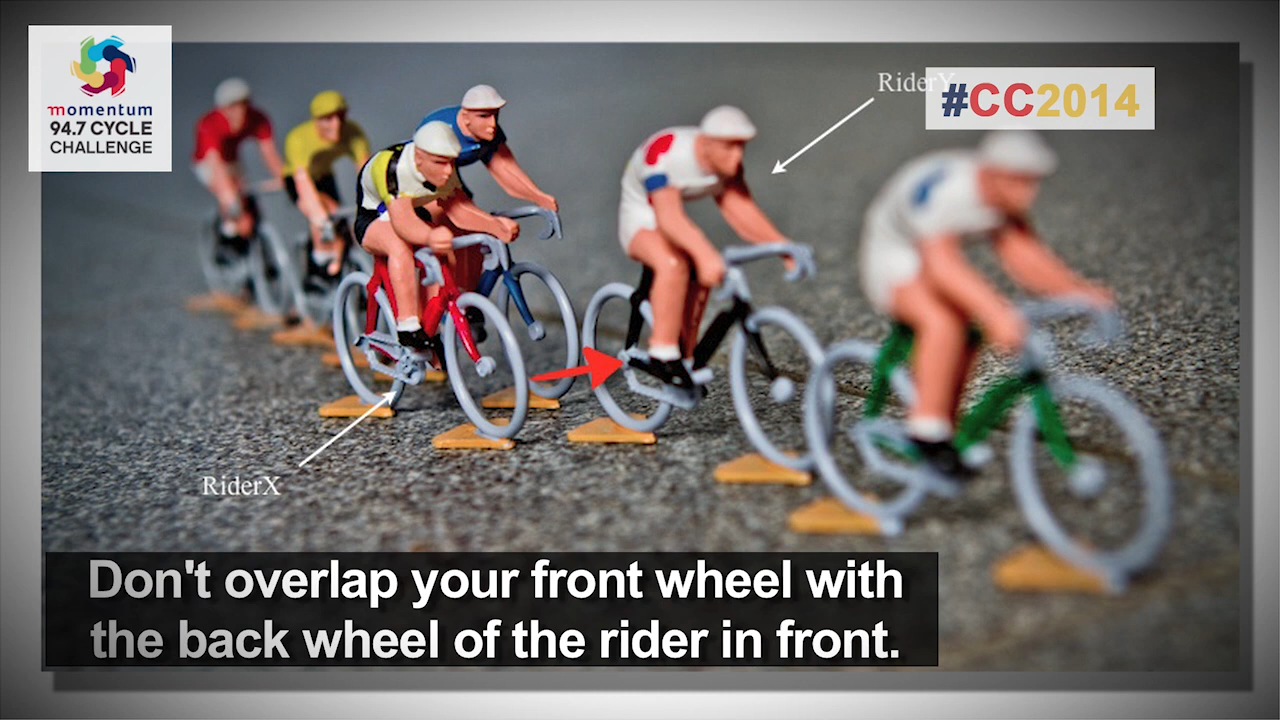 momentum
94.7 CYCLE
CHALLENGE
RiderY
#CC2014
RiderX
Don't overlap your front wheel with
the back wheel of the rider in front.